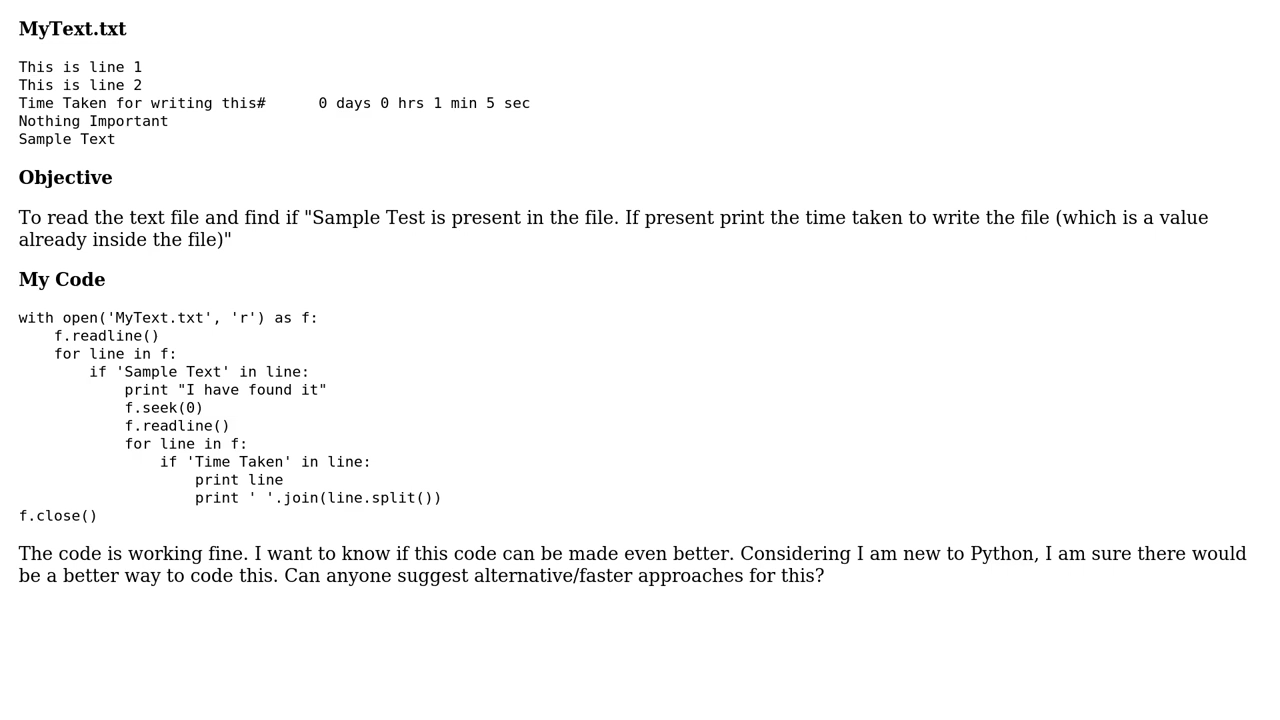 MyText.txt
This is line 1
This is line 2
Time Taken for writing this#      0 days 0 hrs 1 min 5 sec
Nothing Important
Sample Text
Objective
To read the text file and find if "Sample Test is present in the file. If present print the time taken to write the file (which is a value
already inside the file)"
My Code
with open('MyText.txt', 'r') as f:
    f.readline()
    for line in f:
        if 'Sample Text' in line:
            print "I have found it"
            f.seek(0)
            f.readline()
            for line in f:
                if 'Time Taken' in line:
                    print line
                    print ' '.join(line.split())
f.close()
The code is working fine. I want to know if this code can be made even better. Considering I am new to Python, I am sure there would
be a better way to code this. Can anyone suggest alternative/faster approaches for this?